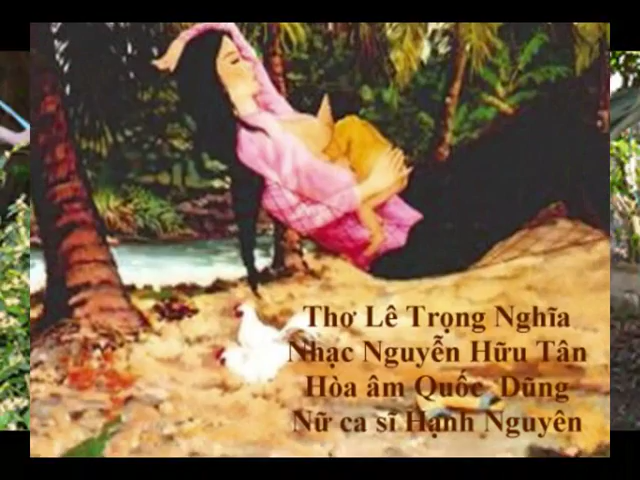 Thơ Lê Trọng Nghĩa
Nhạc Nguyễn Hữu Tân
Hòa âm Quốc Dũng
Nữ ca sĩ Hạnh Nguyên